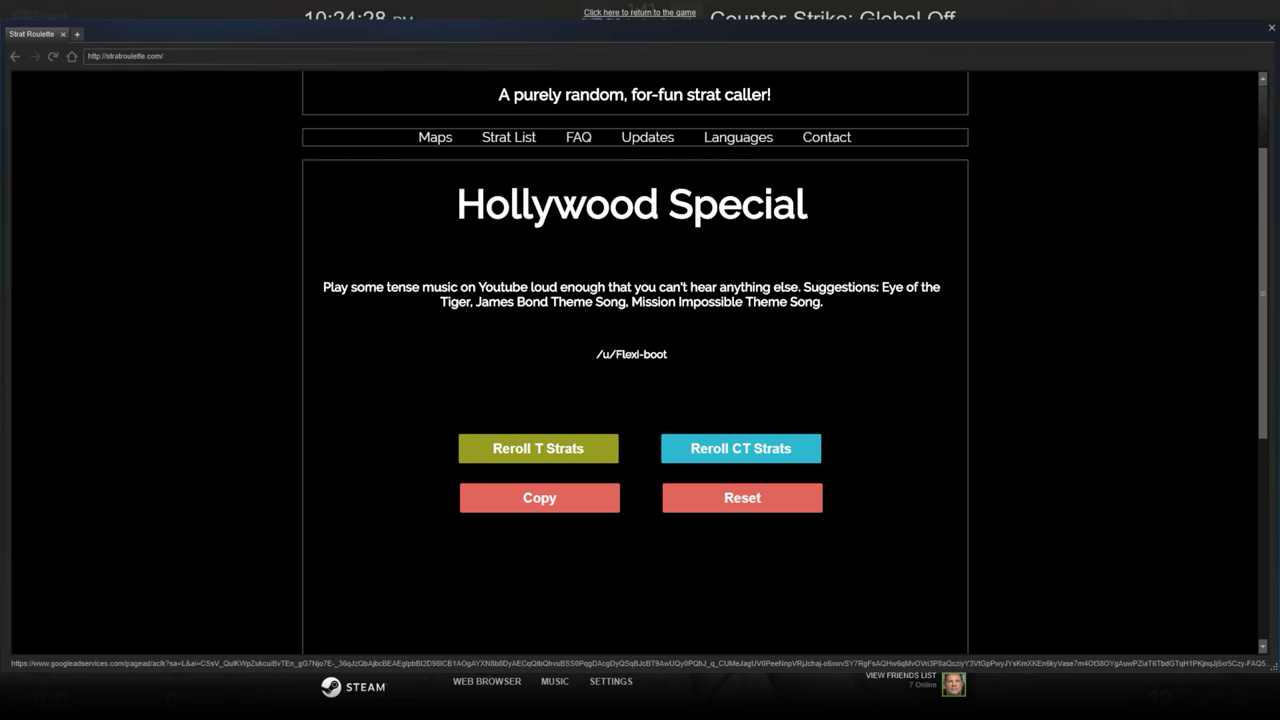 10:24:28 PM
Click here to return to the game
Counter Strike: Global Off
Strat Roulette
http://stratroulette.com/
A purely random, for-fun strat caller!
Maps Strat List FAQ Updates Languages Contact
Hollywood Special
Play some tense music on Youtube loud enough that you can't hear anything else. Suggestions: Eye of the
Tiger, James Bond Theme Song, Mission Impossible Theme Song.
/u/Flexi-boot
Reroll T Strats Reroll CT Strats
Copy Reset
STEAM WEB BROWSER MUSIC SETTINGS
VIEW FRIENDS LIST
7 Online